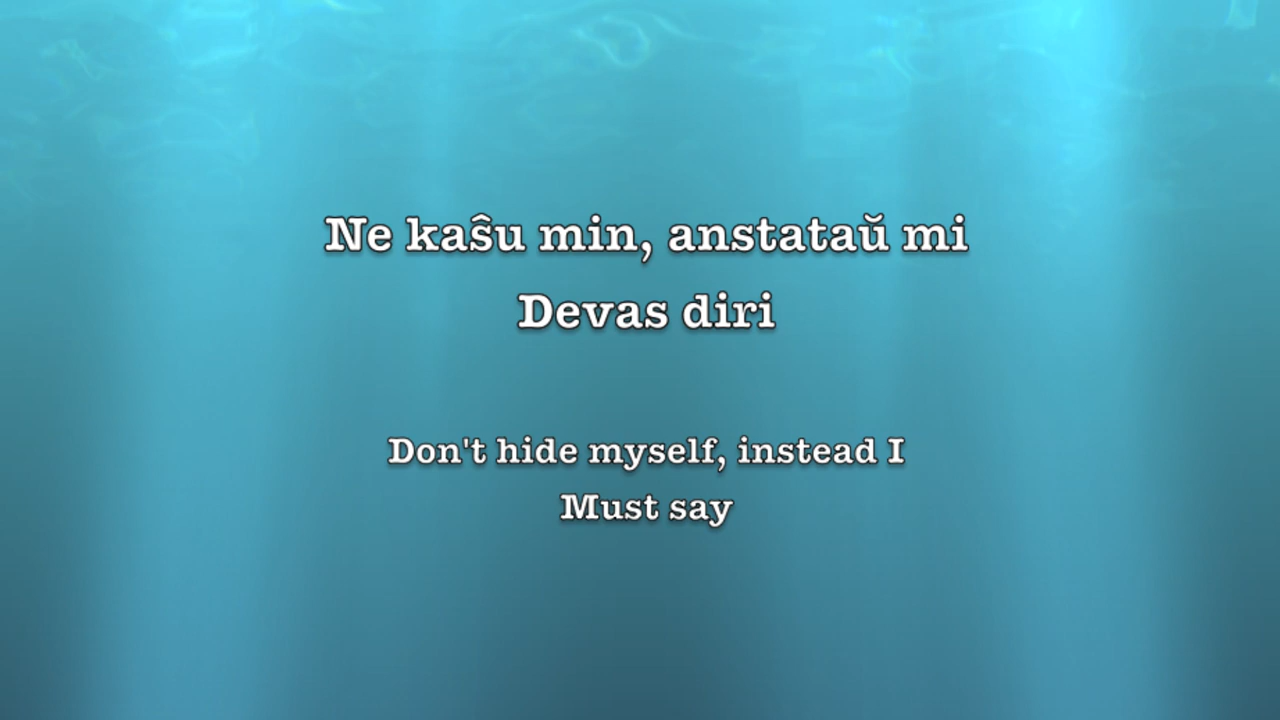 Ne kaŝu min, anstataŭ mi
Devas diri
Don't hide myself, instead I
Must say